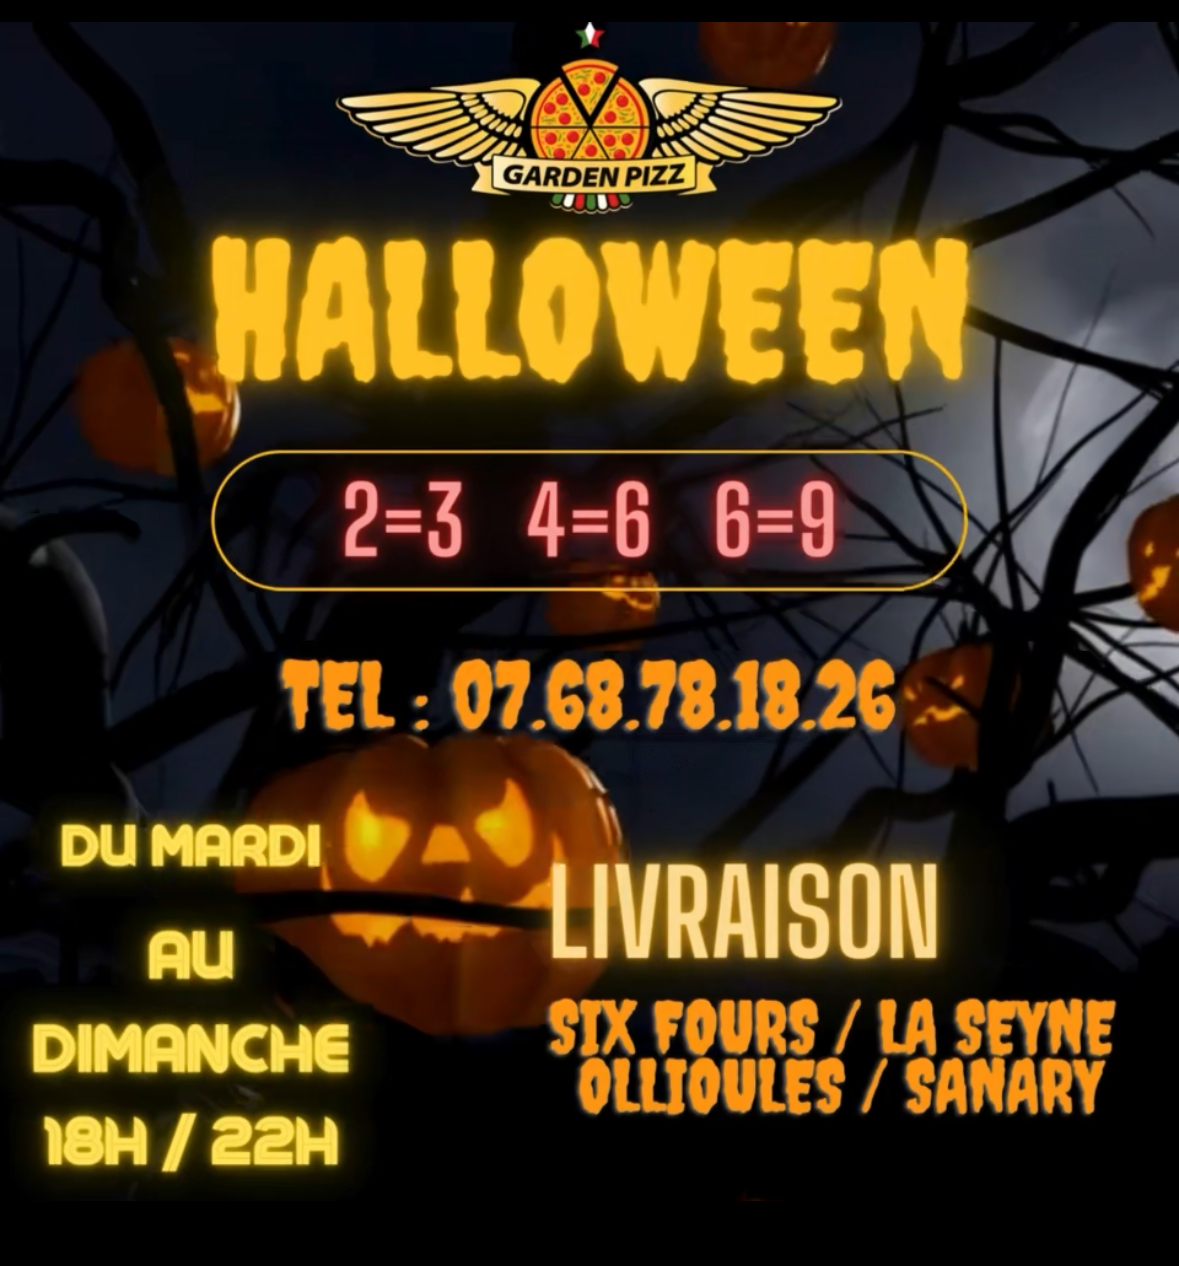 GARDEN PIZZ
HALLOWEEN
2=3 4=6 6=9
TEL : 07.68.78.18.26
DU MARDI
AU
DIMANCHE
18H / 22H
LIVRAISON
SIX FOURS / LA SEYNE
OLLIOULES / SANARY